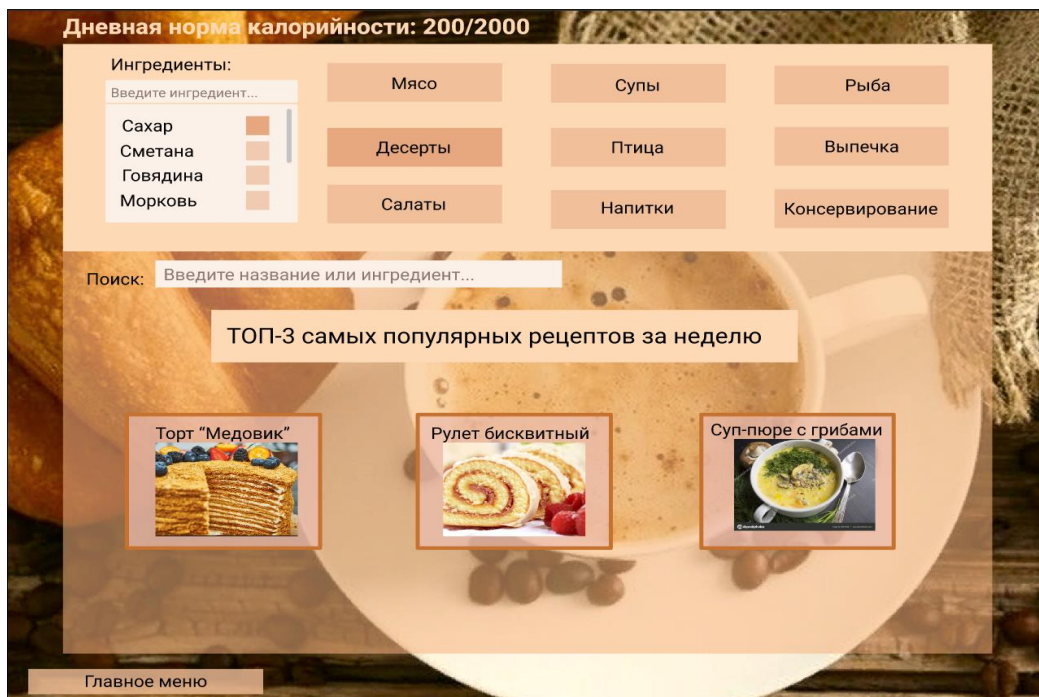 Дневная норма калорийности: 200/2000
Ингредиенты:
Введите ингредиент...
Сахар
Сметана
Говядина
Морковь
Мясо
Супы
Рыба
Десерты
Птица
Выпечка
Салаты
Напитки
Консервирование
Поиск:
Введите название или ингредиент...
ТОП-3 самых популярных рецептов за неделю
Торт “Медовик”
Рулет бисквитный
Суп-пюре с грибами
Главное меню